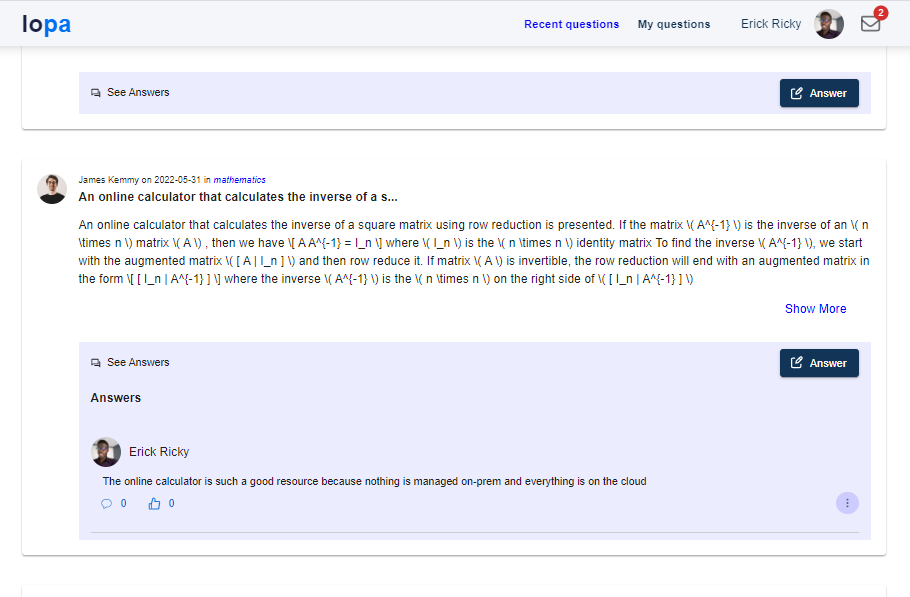 lopa
Recent questions My questions Erick Ricky 2
See Answers Answer
James Kemmy on 2022-05-31 in mathematics
An online calculator that calculates the inverse of a s...
An online calculator that calculates the inverse of a square matrix using row reduction is presented. If the matrix \( A^{-1} \) is the inverse of an \( n
\times n \) matrix \( A \) , then we have \[ A A^{-1} = I_n \] where \( I_n \) is the \( n \times n \) identity matrix To find the inverse \( A^{-1} \), we start
with the augmented matrix \( [ A | I_n ] \) and then row reduce it. If matrix \( A \) is invertible, the row reduction will end with an augmented matrix in
the form \[ [ I_n | A^{-1} ] \] where the inverse \( A^{-1} \) is the \( n \times n \) on the right side of \( [ I_n | A^{-1} ] \)
Show More
See Answers Answer
Answers
Erick Ricky
The online calculator is such a good resource because nothing is managed on-prem and everything is on the cloud
0 0